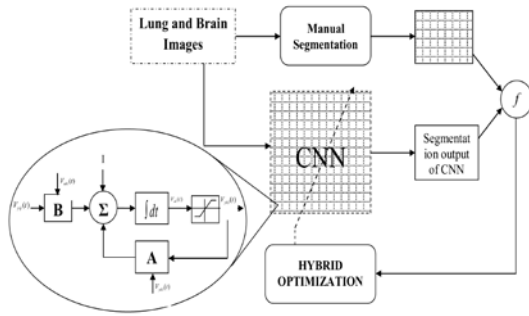 Lung and Brain
Images
Manual
Segmentation
f
CNN
Segmentat
ion output
of CNN
I
B
Σ
∫dt
A
HYBRID
OPTIMIZATION